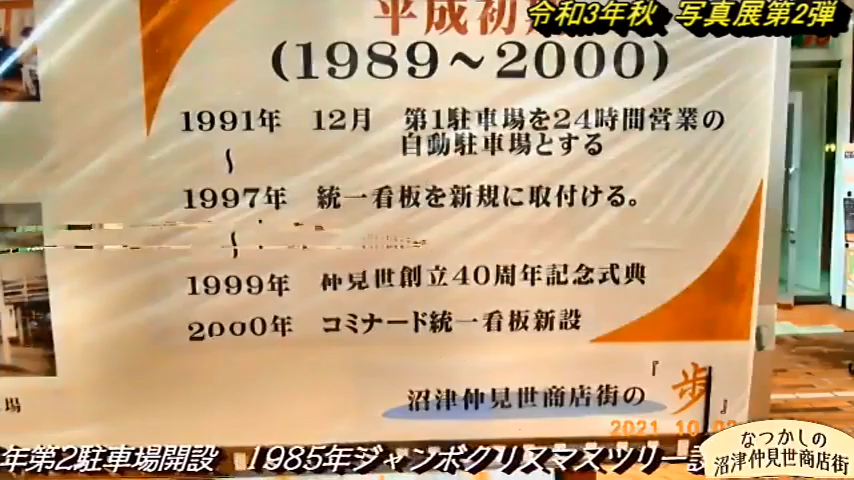 令和3年秋 写真展第2弾
平成初期
(1989～2000)
1991年 12月 第1駐車場を24時間営業の
自動駐車場とする
～
1997年 統一看板を新規に取付ける。
～
1999年 仲見世創立40周年記念式典
2000年 コミナード統一看板新設
沼津仲見世商店街の『歩』
場
2021 10
年第2駐車場開設 1985年ジャンボクリスマスツリー設
なつかしの
沼津仲見世商店街